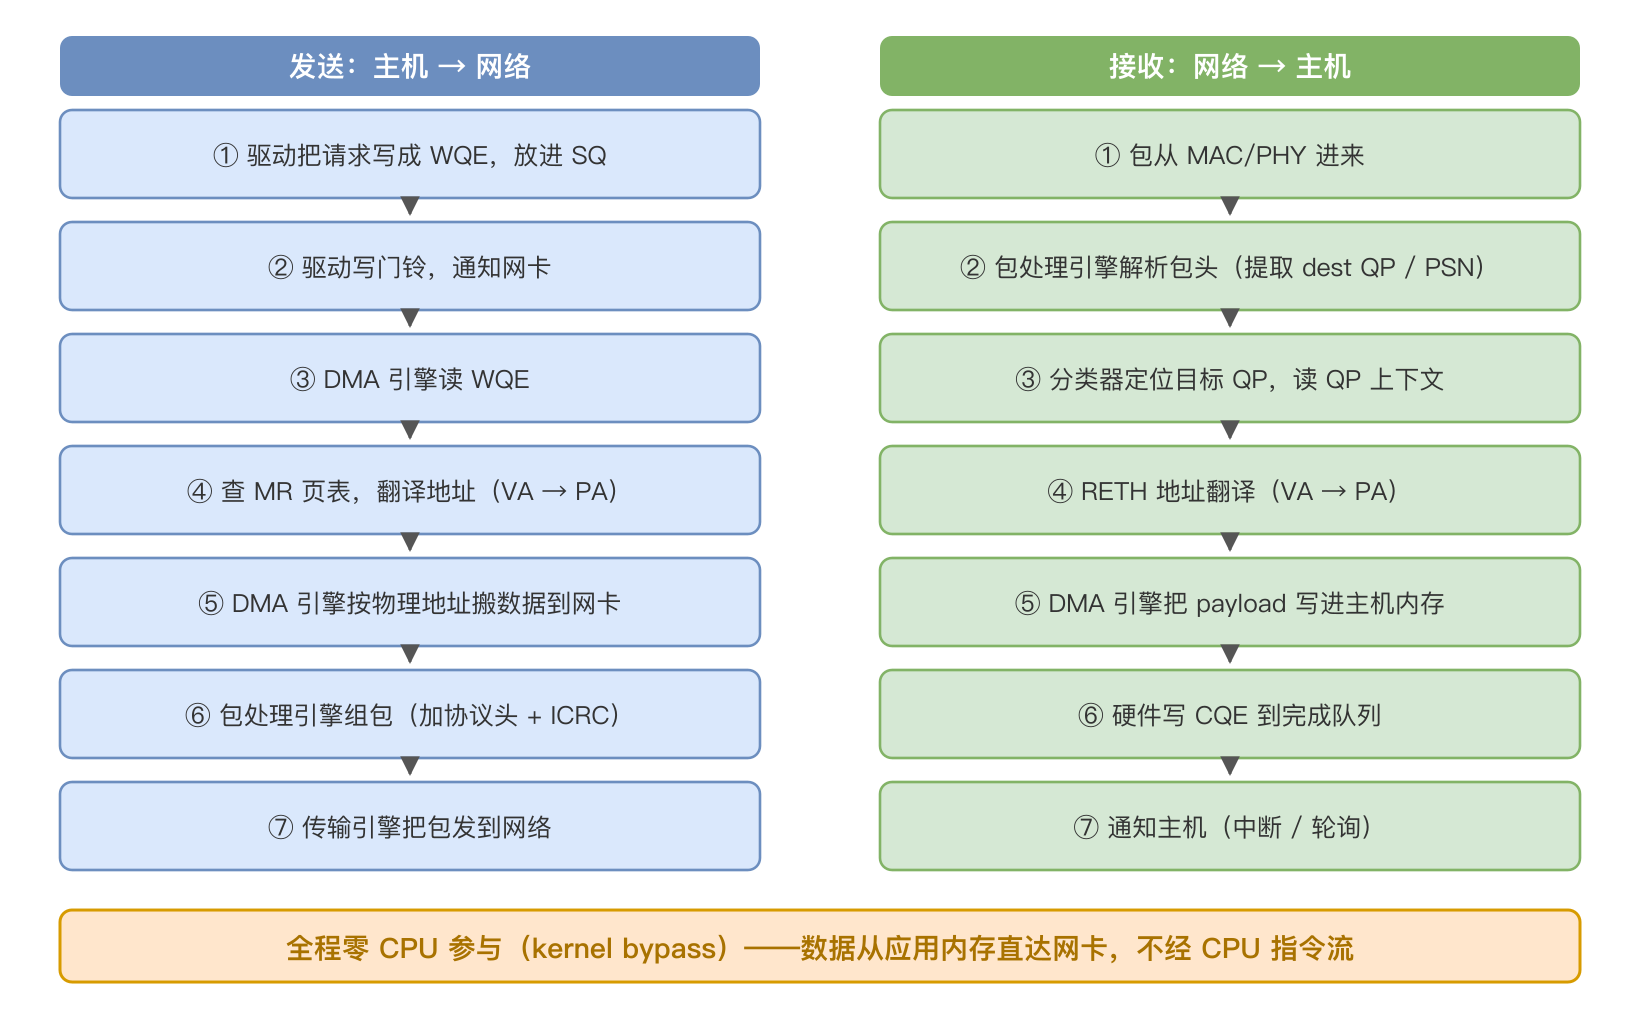 发送：主机 → 网络
① 驱动把请求写成 WQE，放进 SQ
② 驱动写门铃，通知网卡
③ DMA 引擎读 WQE
④ 查 MR 页表，翻译地址（VA → PA）
⑤ DMA 引擎按物理地址搬数据到网卡
⑥ 包处理引擎组包（加协议头 + ICRC）
⑦ 传输引擎把包发到网络
接收：网络 → 主机
① 包从 MAC/PHY 进来
② 包处理引擎解析包头（提取 dest QP / PSN）
③ 分类器定位目标 QP，读 QP 上下文
④ RETH 地址翻译（VA → PA）
⑤ DMA 引擎把 payload 写进主机内存
⑥ 硬件写 CQE 到完成队列
⑦ 通知主机（中断 / 轮询）
全程零 CPU 参与（kernel bypass）——数据从应用内存直达网卡，不经 CPU 指令流